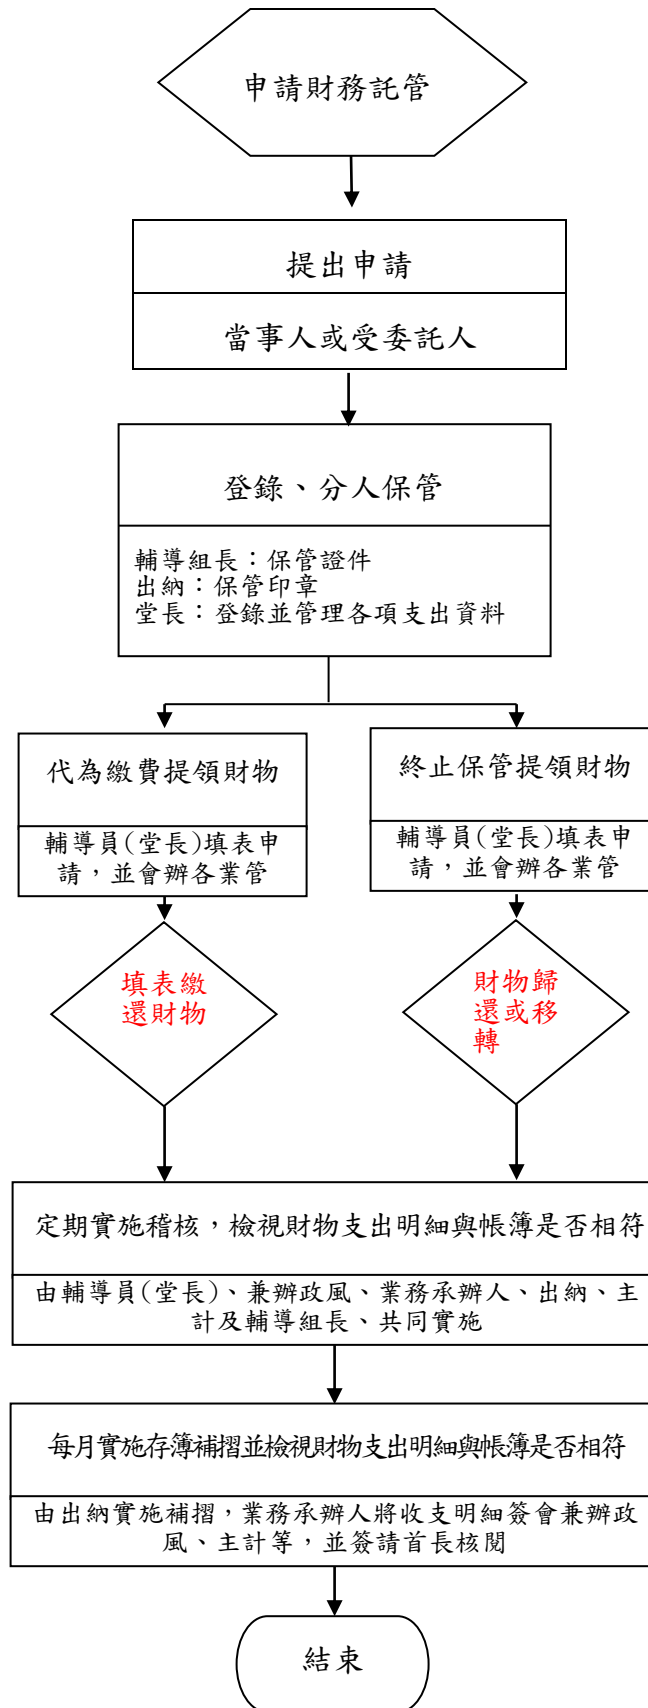 申請財務託管
提出申請
當事人或受委託人
登錄、分人保管
輔導組長：保管證件
出納：保管印章
堂長：登錄並管理各項支出資料
代為繳費提領財物
輔導員(堂長)填表申
請，並會辦各業管
終止保管提領財物
輔導員(堂長)填表申
請，並會辦各業管
填表繳
還財物
財物歸
還或移
轉
定期實施稽核，檢視財物支出明細與帳簿是否相符
由輔導員(堂長)、兼辦政風、業務承辦人、出納、主
計及輔導組長、共同實施
每月實施存簿補摺並檢視財物支出明細與帳簿是否相符
由出納實施補摺，業務承辦人將收支明細簽會兼辦政
風、主計等，並簽請首長核閱
結束